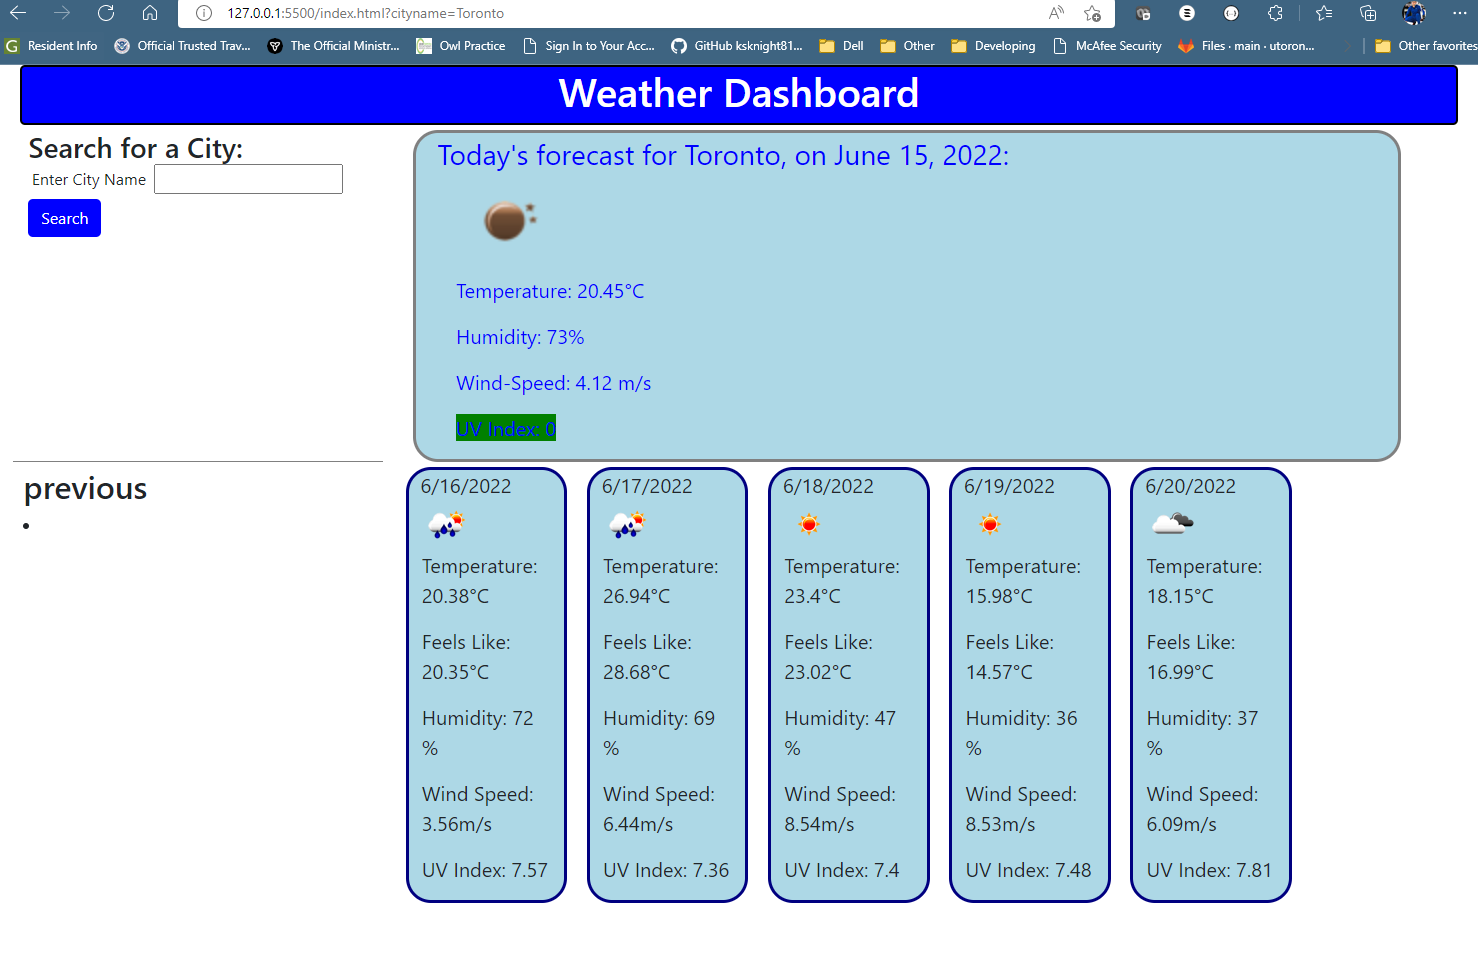 127.0.0.1:5500/index.html?cityname=Toronto
Resident Info Official Trusted Trav... The Official Ministr... Owl Practice Sign In to Your Acc... GitHub ksknight81... Dell Other Developing McAfee Security Files · main · utoron... Other favorites
Weather Dashboard
Search for a City:
Enter City Name
Search
Today's forecast for Toronto, on June 15, 2022:
Temperature: 20.45°C
Humidity: 73%
Wind-Speed: 4.12 m/s
UV Index: 0
previous
6/16/2022
Temperature:
20.38°C
Feels Like:
20.35°C
Humidity: 72
%
Wind Speed:
3.56m/s
UV Index: 7.57
6/17/2022
Temperature:
26.94°C
Feels Like:
28.68°C
Humidity: 69
%
Wind Speed:
6.44m/s
UV Index: 7.36
6/18/2022
Temperature:
23.4°C
Feels Like:
23.02°C
Humidity: 47
%
Wind Speed:
8.54m/s
UV Index: 7.4
6/19/2022
Temperature:
15.98°C
Feels Like:
14.57°C
Humidity: 36
%
Wind Speed:
8.53m/s
UV Index: 7.48
6/20/2022
Temperature:
18.15°C
Feels Like:
16.99°C
Humidity: 37
%
Wind Speed:
6.09m/s
UV Index: 7.81